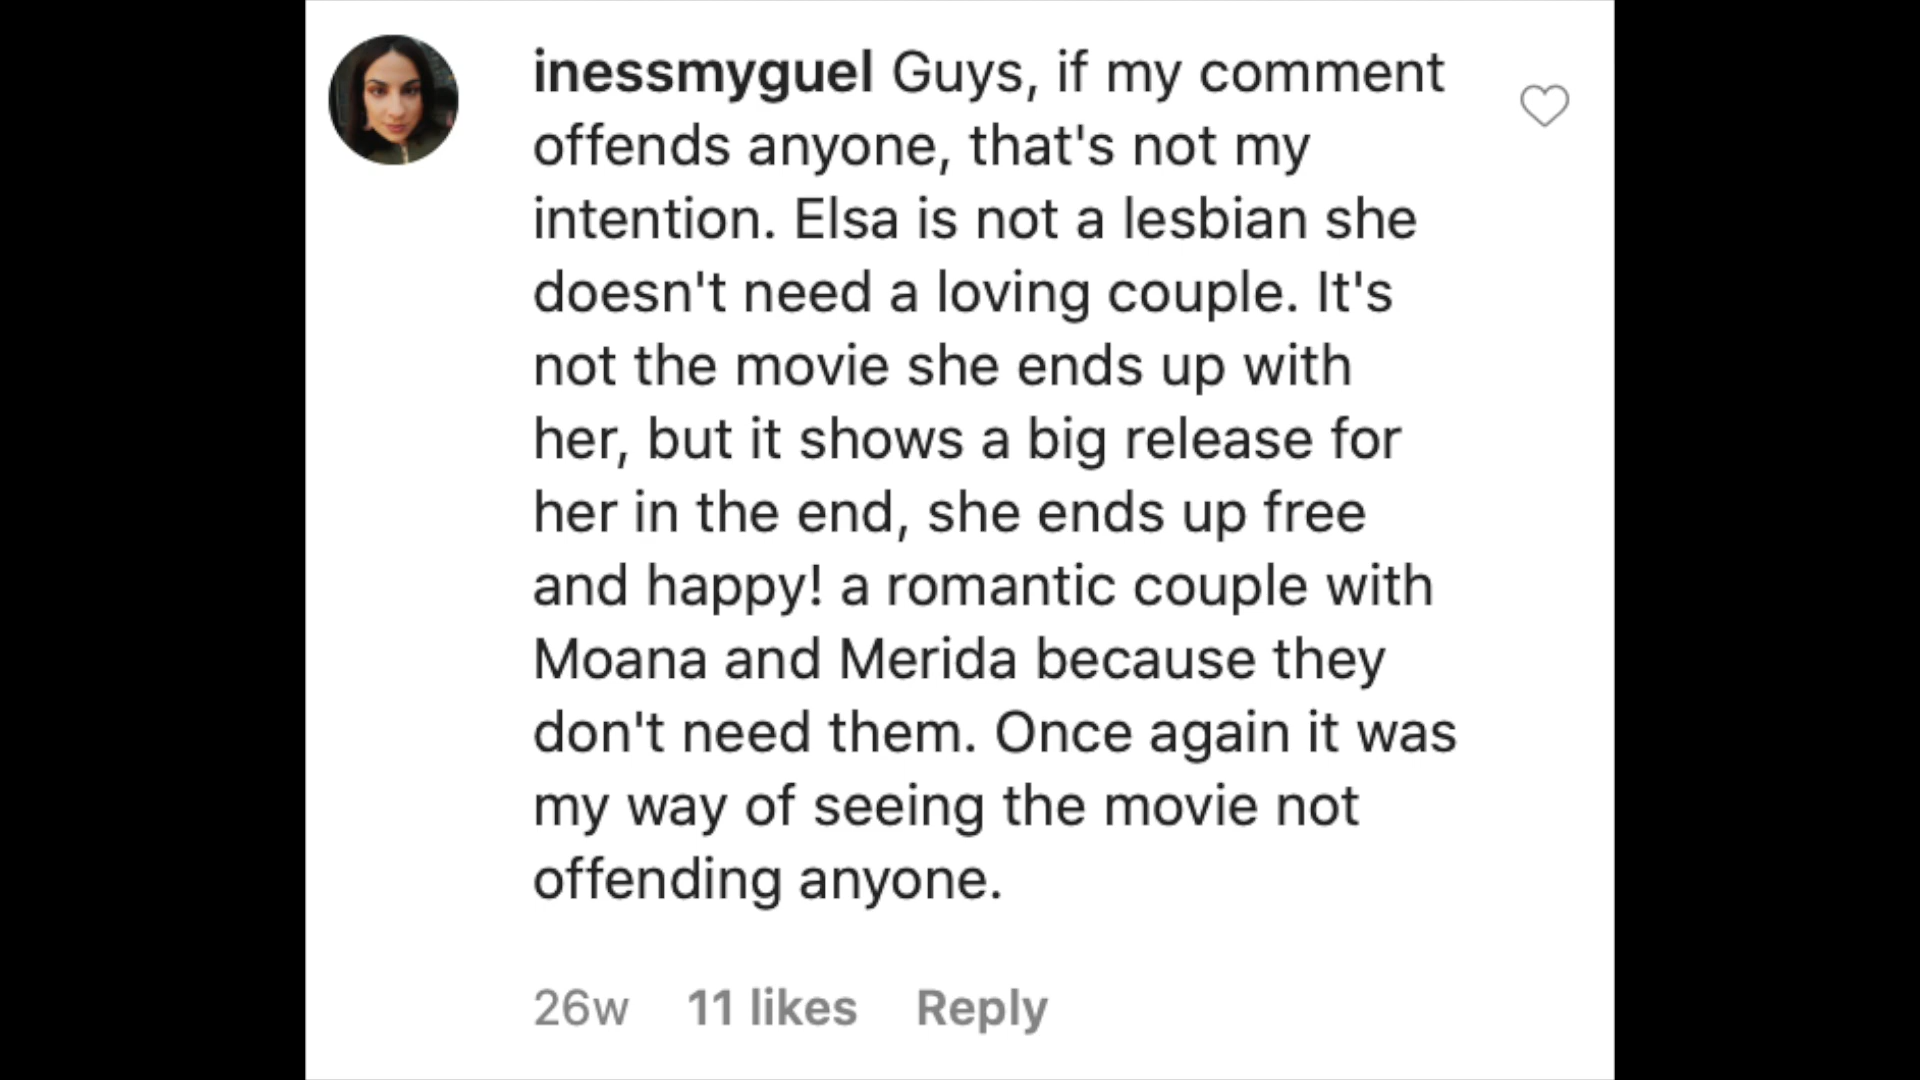 inessmyguel Guys, if my comment
offends anyone, that's not my
intention. Elsa is not a lesbian she
doesn't need a loving couple. It's
not the movie she ends up with
her, but it shows a big release for
her in the end, she ends up free
and happy! a romantic couple with
Moana and Merida because they
don't need them. Once again it was
my way of seeing the movie not
offending anyone.
26w 11 likes Reply